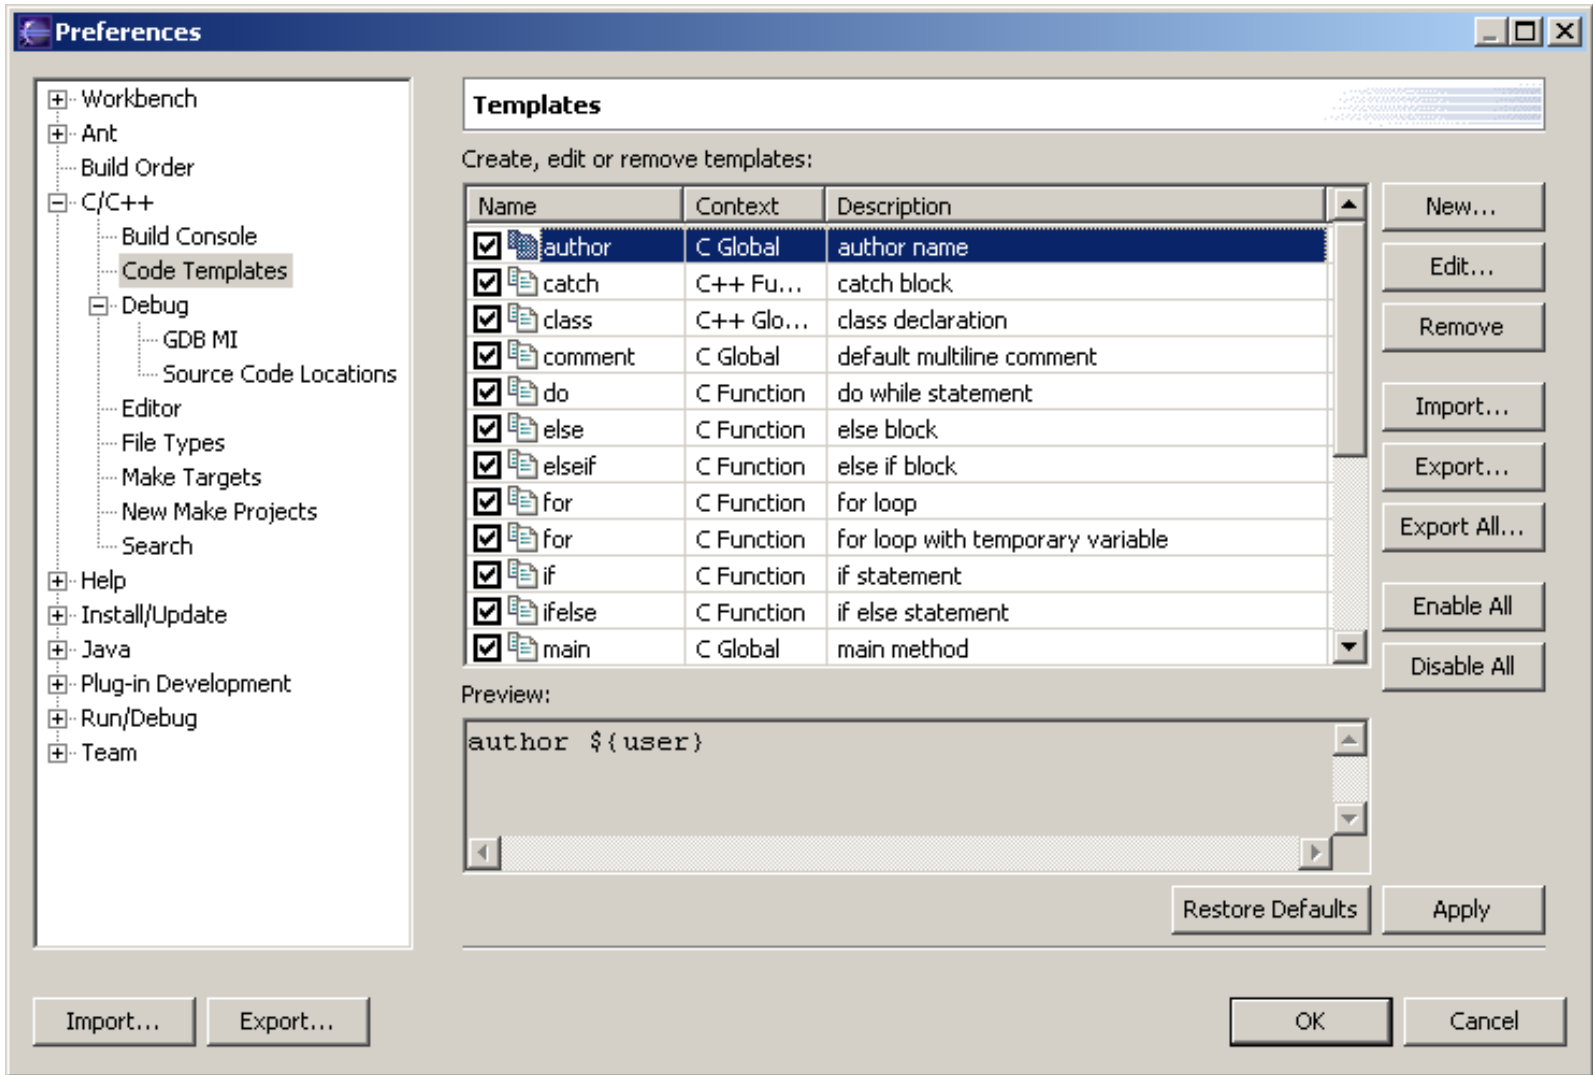 Preferences
Workbench
Ant
Build Order
C/C++
Build Console
Code Templates
Debug
GDB MI
Source Code Locations
Editor
File Types
Make Targets
New Make Projects
Search
Help
Install/Update
Java
Plug-in Development
Run/Debug
Team
Templates
Create, edit or remove templates:
Name Context Description
author C Global author name
catch C++ Fu... catch block
class C++ Glo... class declaration
comment C Global default multiline comment
do C Function do while statement
else C Function else block
elseif C Function else if block
for C Function for loop
for C Function for loop with temporary variable
if C Function if statement
ifelse C Function if else statement
main C Global main method
New...
Edit...
Remove
Import...
Export...
Export All...
Enable All
Disable All
Preview:
author ${user}
Restore Defaults Apply
Import... Export... OK Cancel